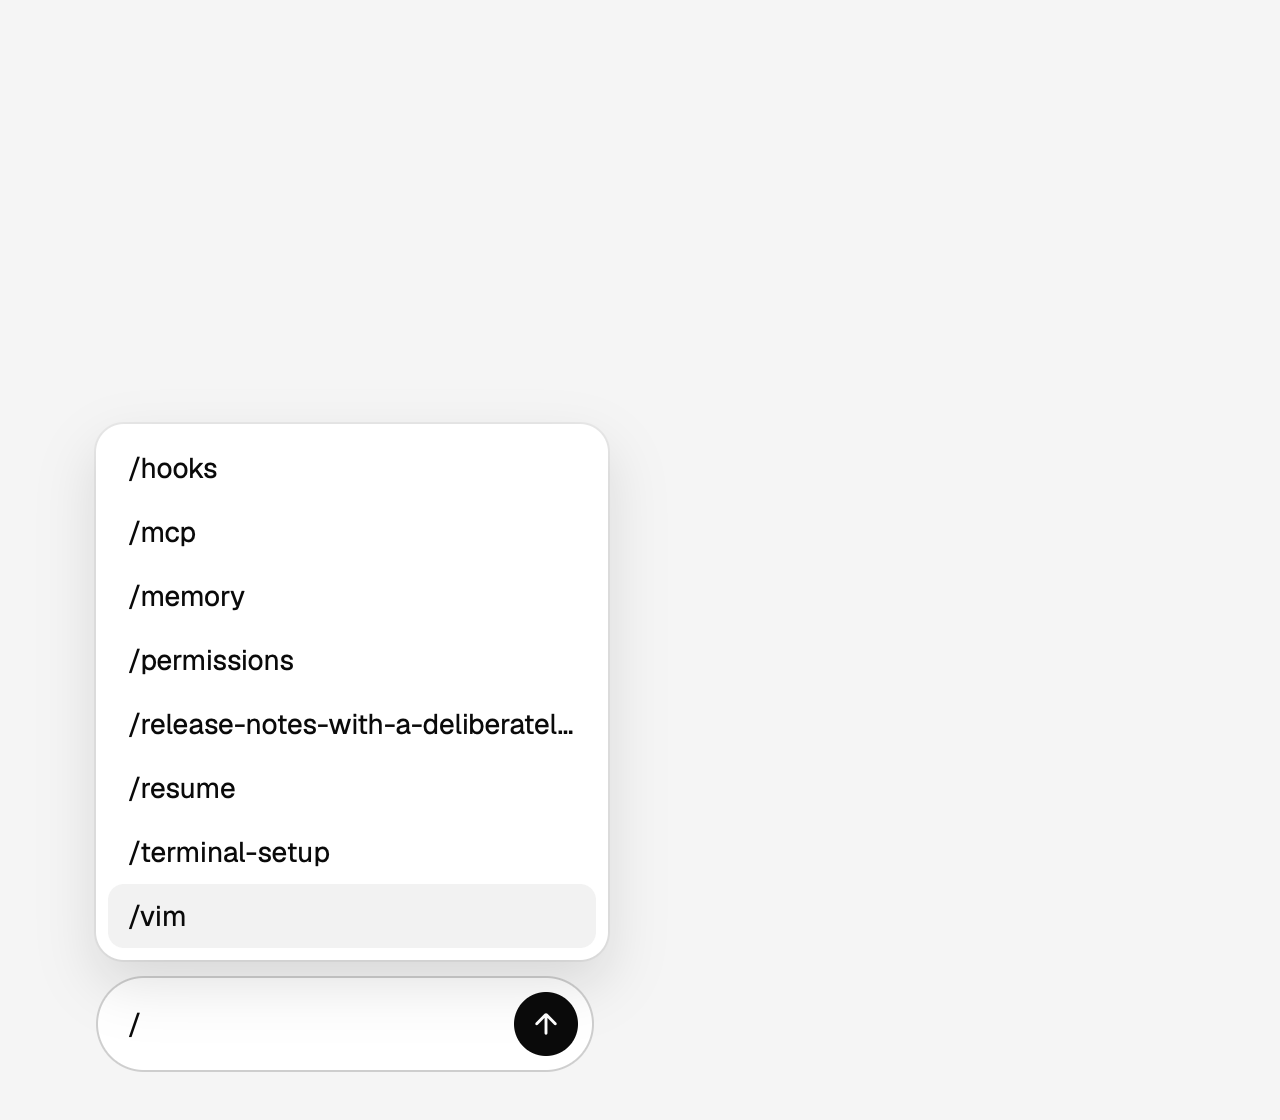 /hooks
/mcp
/memory
/permissions
/release-notes-with-a-deliberatel...
/resume
/terminal-setup
/vim
/